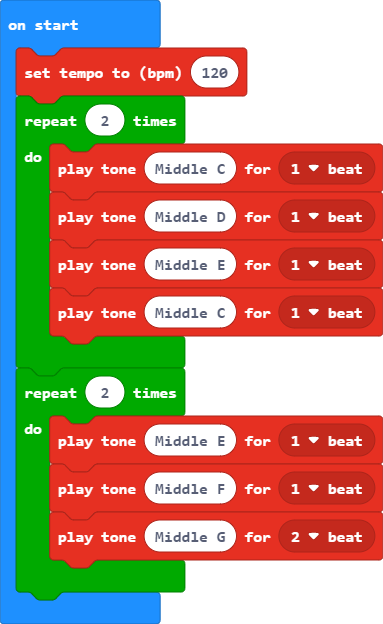 on start
set tempo to (bpm) 120
repeat 2 times
do
play tone Middle C for 1 beat
play tone Middle D for 1 beat
play tone Middle E for 1 beat
play tone Middle C for 1 beat
repeat 2 times
do
play tone Middle E for 1 beat
play tone Middle F for 1 beat
play tone Middle G for 2 beat